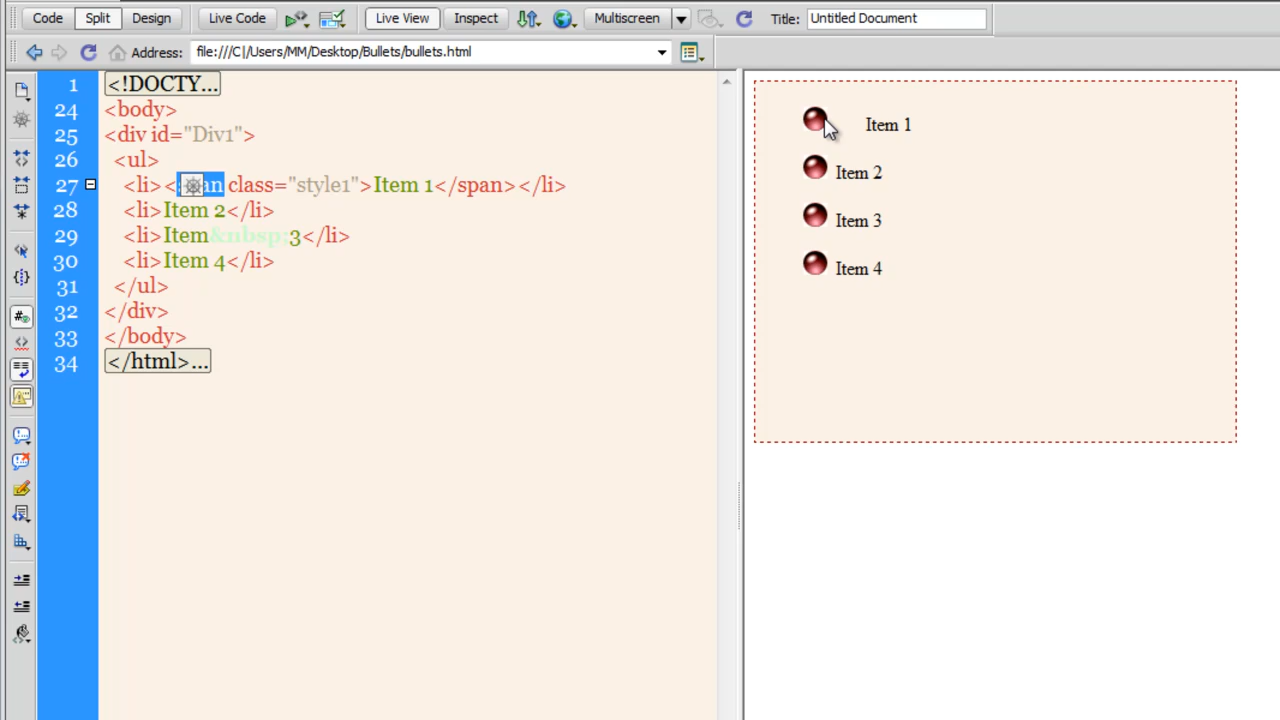 Code Split Design Live Code Live View Inspect Multiscreen Title: Untitled Document
Address: file:///C|/Users/MM/Desktop/Bullets/bullets.html
1 <!DOCTY...
24 <body>
25 <div id="Div1">
26 <ul>
27 <li><span class="style1">Item 1</span></li>
28 <li>Item 2</li>
29 <li>Item&nbsp;3</li>
30 <li>Item 4</li>
31 </ul>
32 </div>
33 </body>
34 </html>...
Item 1
Item 2
Item 3
Item 4